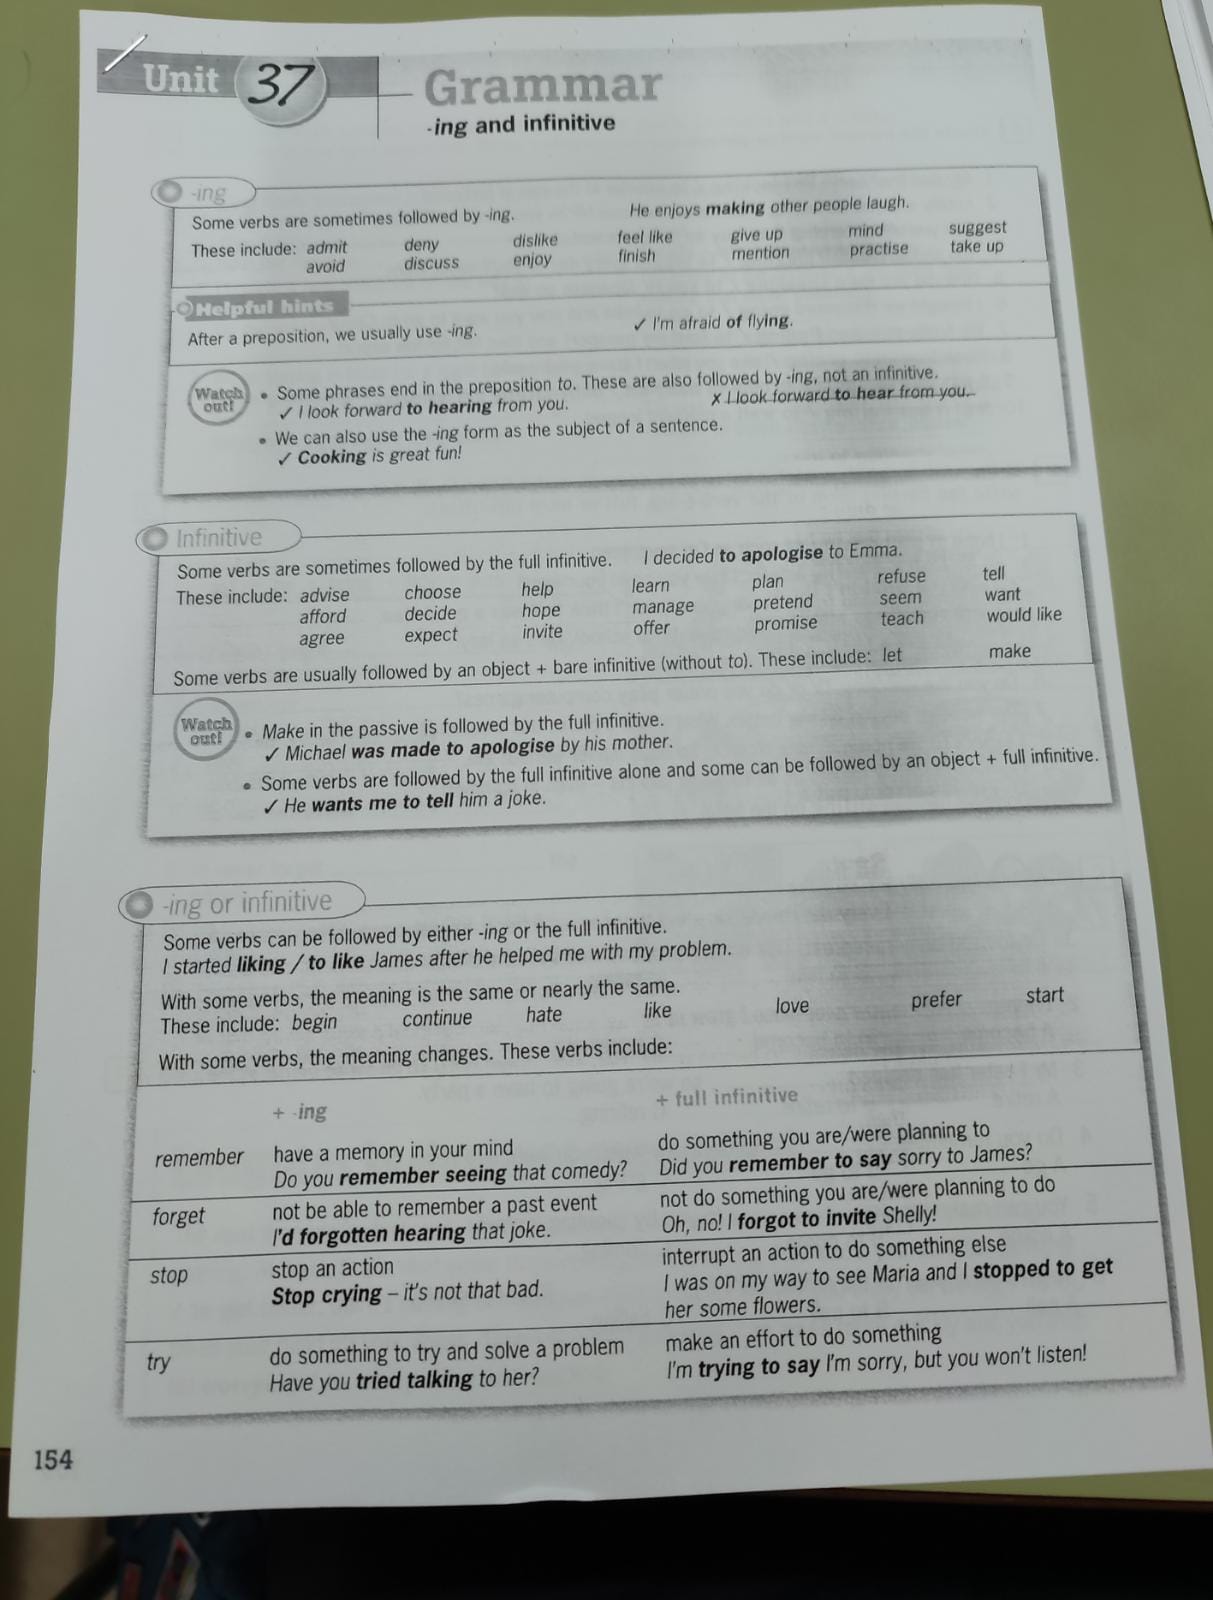 Unit 37
Grammar
-ing and infinitive
-ing
Some verbs are sometimes followed by -ing. He enjoys making other people laugh.
These include: admit deny dislike feel like give up mind suggest
avoid discuss enjoy finish mention practise take up
Helpful hints
After a preposition, we usually use -ing. ✓ I'm afraid of flying.
Watch out!
• Some phrases end in the preposition to. These are also followed by -ing, not an infinitive.
✓ I look forward to hearing from you. ✗ I look forward to hear from you.
• We can also use the -ing form as the subject of a sentence.
✓ Cooking is great fun!
Infinitive
Some verbs are sometimes followed by the full infinitive. I decided to apologise to Emma.
These include: advise choose help learn plan refuse tell
afford decide hope manage pretend seem want
agree expect invite offer promise teach would like
Some verbs are usually followed by an object + bare infinitive (without to). These include: let make
Watch out!
• Make in the passive is followed by the full infinitive.
✓ Michael was made to apologise by his mother.
• Some verbs are followed by the full infinitive alone and some can be followed by an object + full infinitive.
✓ He wants me to tell him a joke.
-ing or infinitive
Some verbs can be followed by either -ing or the full infinitive.
I started liking / to like James after he helped me with my problem.
With some verbs, the meaning is the same or nearly the same.
These include: begin continue hate like love prefer start
With some verbs, the meaning changes. These verbs include:
+ -ing + full infinitive
remember have a memory in your mind do something you are/were planning to
Do you remember seeing that comedy? Did you remember to say sorry to James?
forget not be able to remember a past event not do something you are/were planning to do
I'd forgotten hearing that joke. Oh, no! I forgot to invite Shelly!
stop stop an action interrupt an action to do something else
Stop crying – it's not that bad. I was on my way to see Maria and I stopped to get
her some flowers.
try do something to try and solve a problem make an effort to do something
Have you tried talking to her? I'm trying to say I'm sorry, but you won't listen!
154